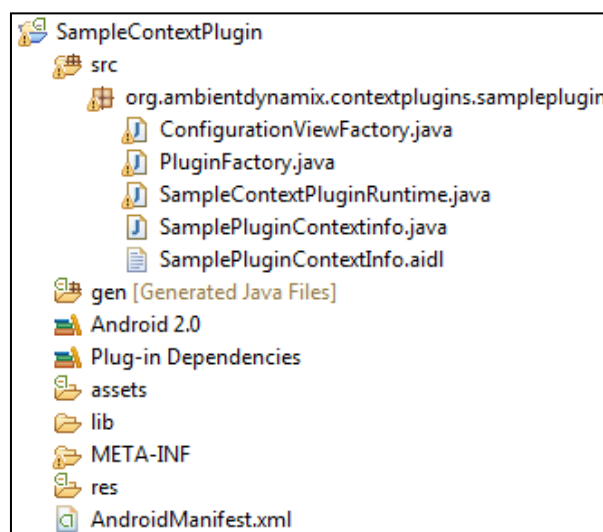 SampleContextPlugin
src
org.ambientdynamix.contextplugins.sampleplugin
ConfigurationViewFactory.java
PluginFactory.java
SampleContextPluginRuntime.java
SamplePluginContextinfo.java
SamplePluginContextInfo.aidl
gen [Generated Java Files]
Android 2.0
Plug-in Dependencies
assets
lib
META-INF
res
AndroidManifest.xml